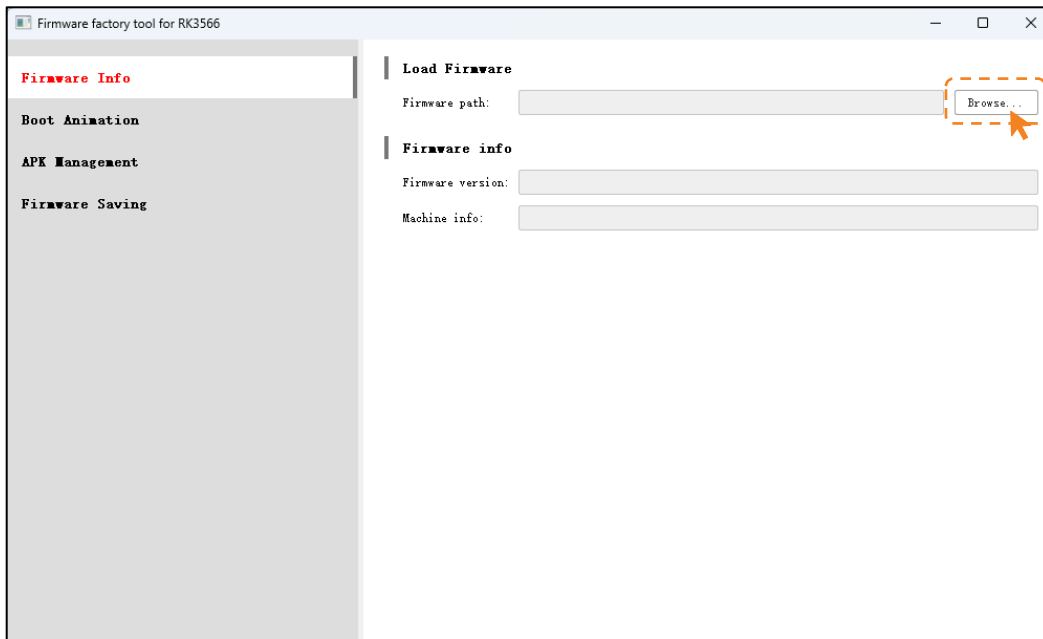 Firmware factory tool for RK3566
Firmware Info
Boot Animation
APK Management
Firmware Saving
Load Firmware
Firmware path:
Browse...
Firmware info
Firmware version:
Machine info: